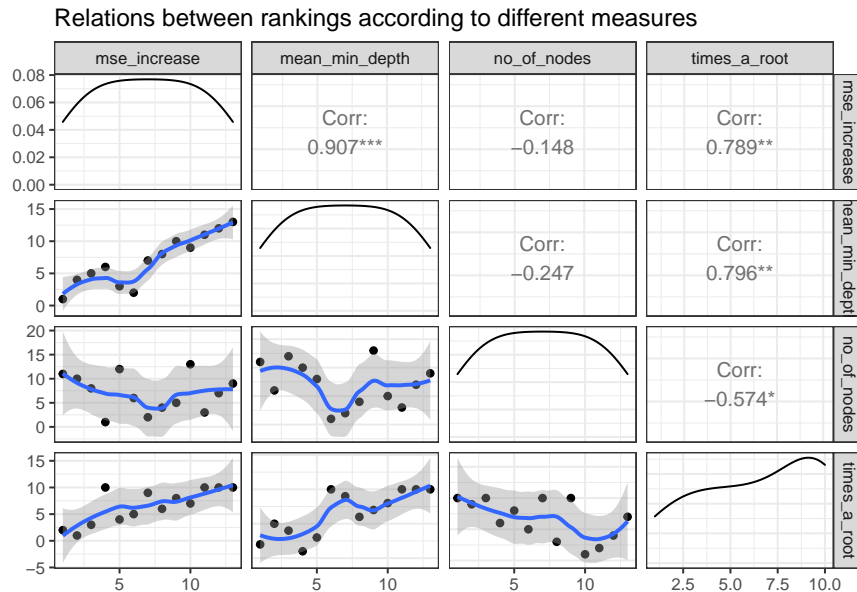 Relations between rankings according to different measures
mse_increase mean_min_depth no_of_nodes times_a_root
0.08
0.06
0.04
0.02
0.00
Corr:
0.907***
Corr:
−0.148
Corr:
0.789**
mse_increase
15
10
5
0
Corr:
−0.247
Corr:
0.796**
nean_min_dept
20
15
10
5
0
Corr:
−0.574*
no_of_nodes
15
10
5
0
−5
times_a_root
5 10 5 10 5 10 2.5 5.0 7.5 10.0